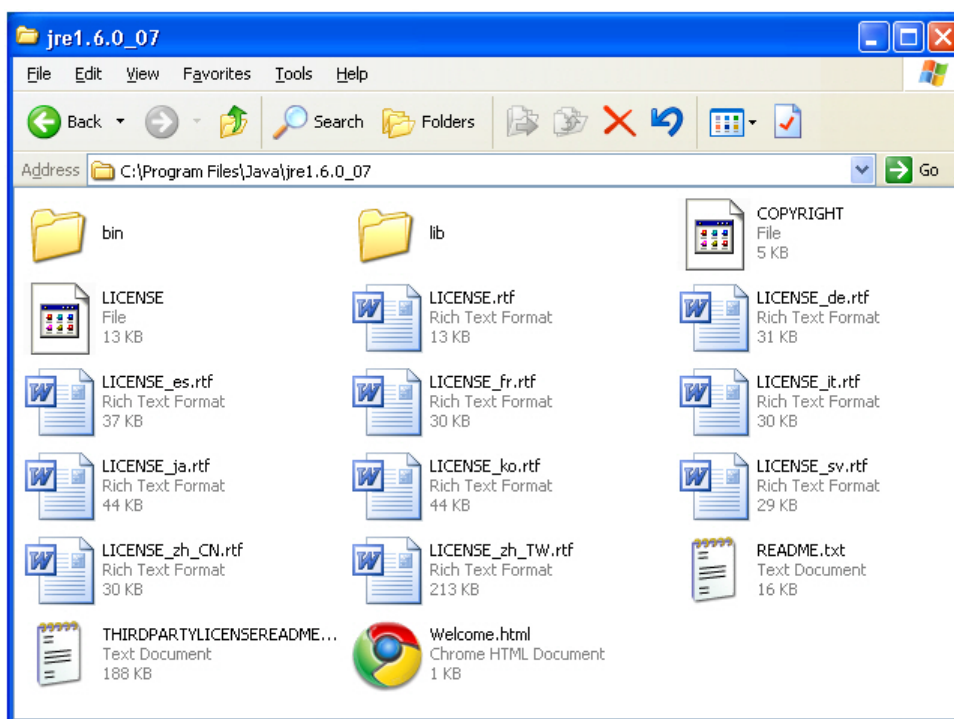 jre1.6.0_07
File Edit View Favorites Tools Help
Back Search Folders
Address C:\Program Files\Java\jre1.6.0_07 Go
bin
lib
COPYRIGHT
File
5 KB
LICENSE
File
13 KB
LICENSE.rtf
Rich Text Format
13 KB
LICENSE_de.rtf
Rich Text Format
31 KB
LICENSE_es.rtf
Rich Text Format
37 KB
LICENSE_fr.rtf
Rich Text Format
30 KB
LICENSE_it.rtf
Rich Text Format
30 KB
LICENSE_ja.rtf
Rich Text Format
44 KB
LICENSE_ko.rtf
Rich Text Format
44 KB
LICENSE_sv.rtf
Rich Text Format
29 KB
LICENSE_zh_CN.rtf
Rich Text Format
30 KB
LICENSE_zh_TW.rtf
Rich Text Format
213 KB
README.txt
Text Document
16 KB
THIRDPARTYLICENSEREADME...
Text Document
188 KB
Welcome.html
Chrome HTML Document
1 KB